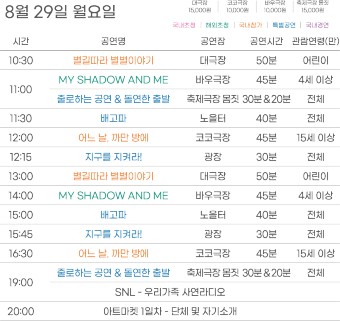 8월 29일 월요일
대극장 코코극장 바우극장 축제극장 몸짓
15,000원 10,000원 10,000원 15,000원
국내초청 | 해외초청 | 국내참가 | 특별공연 | 국내경연
시간 공연명 공연장 공연시간 관람연령(만)
10:30 별길따라 별별이야기 대극장 50분 어린이
11:00 MY SHADOW AND ME 바우극장 45분 4세 이상
출로하는 공연 & 돌연한 출발 축제극장 몸짓 30분&20분 전체
11:30 배고파 노을터 40분 전체
12:00 어느 날, 까만 방에 코코극장 45분 15세 이상
12:15 지구를 지켜라! 광장 30분 전체
13:00 별길따라 별별이야기 대극장 50분 어린이
14:00 MY SHADOW AND ME 바우극장 45분 4세 이상
15:00 배고파 노을터 40분 전체
15:45 지구를 지켜라! 광장 30분 전체
16:30 어느 날, 까만 방에 코코극장 45분 15세 이상
19:00 출로하는 공연 & 돌연한 출발 축제극장 몸짓 30분&20분 전체
SNL - 우리가족 사연라디오
20:00 아트마켓 1일차 - 단체 및 자기소개